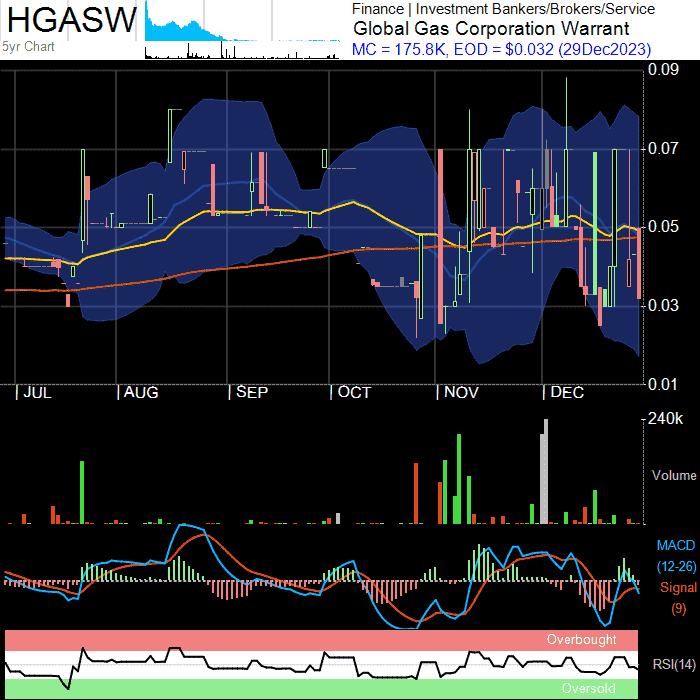 HGASW
5yr Chart
Finance | Investment Bankers/Brokers/Service
Global Gas Corporation Warrant
MC = 175.8K, EOD = $0.032 (29Dec2023)
0.09
0.07
0.05
0.03
0.01
| JUL | AUG | SEP | OCT | NOV | DEC
240k
Volume
MACD
(12-26)
Signal
(9)
Overbought
RSI(14)
Oversold